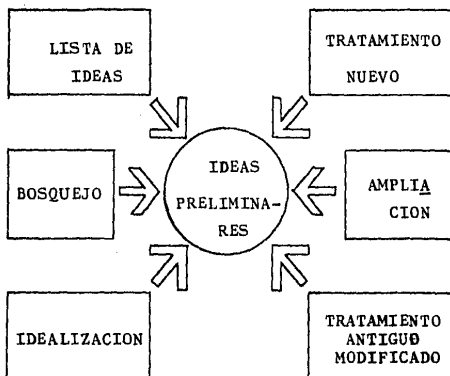 LISTA DE
IDEAS
TRATAMIENTO
NUEVO
BOSQUEJO
IDEAS
PRELIMINA-
RES
AMPLIA
CION
IDEALIZACION
TRATAMIENTO
ANTIGUO
MODIFICADO